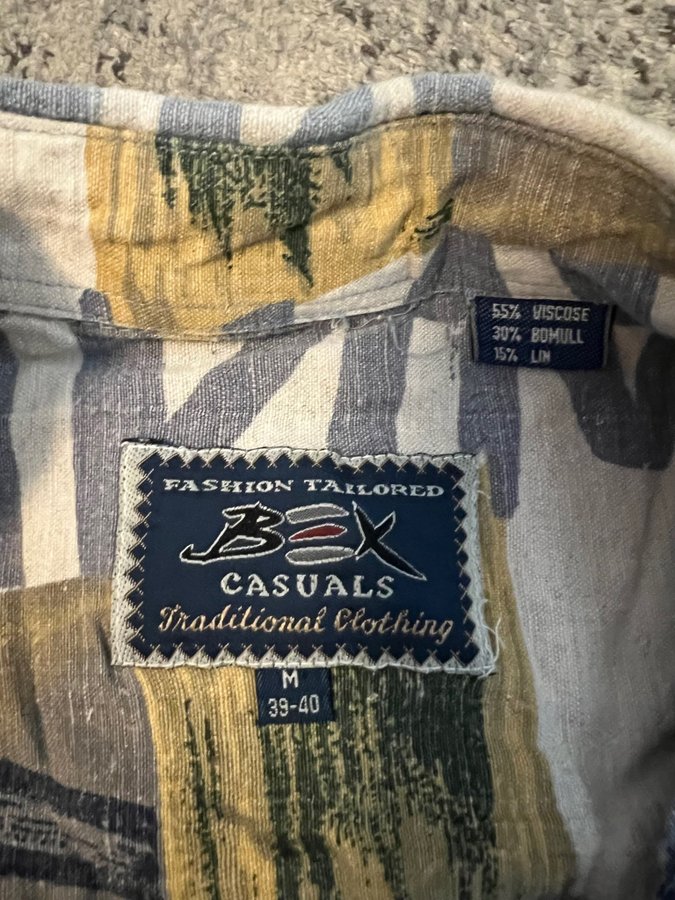 55% VISCOSE
30% BOMULL
15% LIN
FASHION TAILORED
BEX
CASUALS
Traditional Clothing
M
39-40